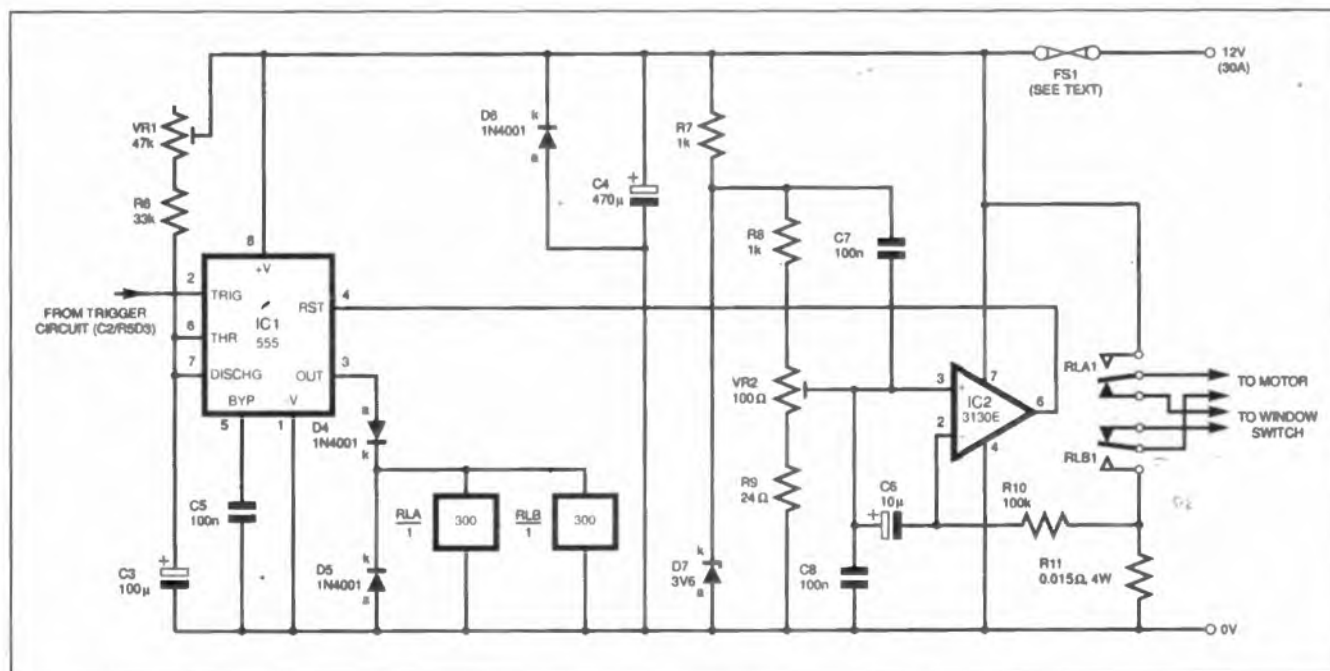 12V
(30A)
FS1
(SEE TEXT)
D6
1N4001
k
a
VR1
47k
R7
1k
C4
470µ
+
R6
33k
R8
1k
C7
100n
8
+V
2
TRIG
RST
4
FROM TRIGGER
CIRCUIT (C2/R5D3)
6
THR
IC1
555
7
DISCHG
OUT
3
BYP
-V
5
1
D4
1N4001
a
k
VR2
100Ω
3
+
7
IC2
3130E
6
2
-
4
RLA1
TO MOTOR
TO WINDOW
SWITCH
RLB1
C5
100n
RLA
1
300
RLB
1
300
R9
24Ω
C6
10µ
+
R10
100k
C3
100µ
+
D5
1N4001
k
a
D7
3V6
k
a
C8
100n
R11
0.015Ω, 4W
0V